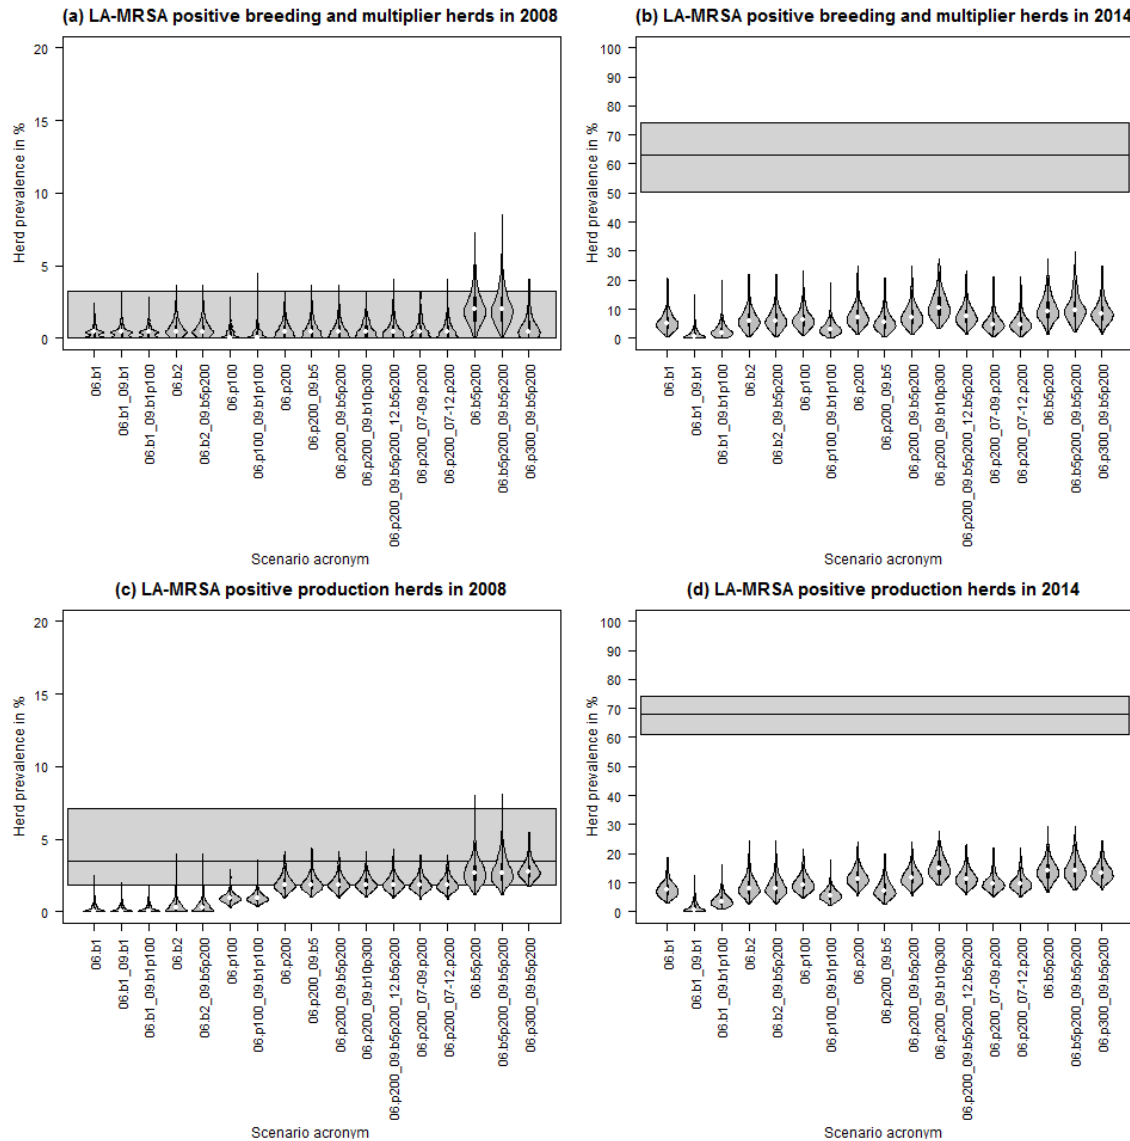 (a) LA-MRSA positive breeding and multiplier herds in 2008
20
15
10
5
0
Herd prevalence in %
06.b1
06.b1_09.b1
06.b1_09.b1p100
06.b2
06.b2_09.b5p200
06.p100
06.p100_09.b1p100
06.p200
06.p200_09.b5
06.p200_09.b5p200
06.p200_09.b10p300
06.p200_09.b5p200_12.b5p200
06.p200_07-09.p200
06.p200_07-12.p200
06.b5p200
06.b5p200_09.b5p200
06.p300_09.b5p200
Scenario acronym
(b) LA-MRSA positive breeding and multiplier herds in 2014
100
90
80
70
60
50
40
30
20
10
0
Herd prevalence in %
06.b1
06.b1_09.b1
06.b1_09.b1p100
06.b2
06.b2_09.b5p200
06.p100
06.p100_09.b1p100
06.p200
06.p200_09.b5
06.p200_09.b5p200
06.p200_09.b10p300
06.p200_09.b5p200_12.b5p200
06.p200_07-09.p200
06.p200_07-12.p200
06.b5p200
06.b5p200_09.b5p200
06.p300_09.b5p200
Scenario acronym
(c) LA-MRSA positive production herds in 2008
20
15
10
5
0
Herd prevalence in %
06.b1
06.b1_09.b1
06.b1_09.b1p100
06.b2
06.b2_09.b5p200
06.p100
06.p100_09.b1p100
06.p200
06.p200_09.b5
06.p200_09.b5p200
06.p200_09.b10p300
06.p200_09.b5p200_12.b5p200
06.p200_07-09.p200
06.p200_07-12.p200
06.b5p200
06.b5p200_09.b5p200
06.p300_09.b5p200
Scenario acronym
(d) LA-MRSA positive production herds in 2014
100
90
80
70
60
50
40
30
20
10
0
Herd prevalence in %
06.b1
06.b1_09.b1
06.b1_09.b1p100
06.b2
06.b2_09.b5p200
06.p100
06.p100_09.b1p100
06.p200
06.p200_09.b5
06.p200_09.b5p200
06.p200_09.b10p300
06.p200_09.b5p200_12.b5p200
06.p200_07-09.p200
06.p200_07-12.p200
06.b5p200
06.b5p200_09.b5p200
06.p300_09.b5p200
Scenario acronym